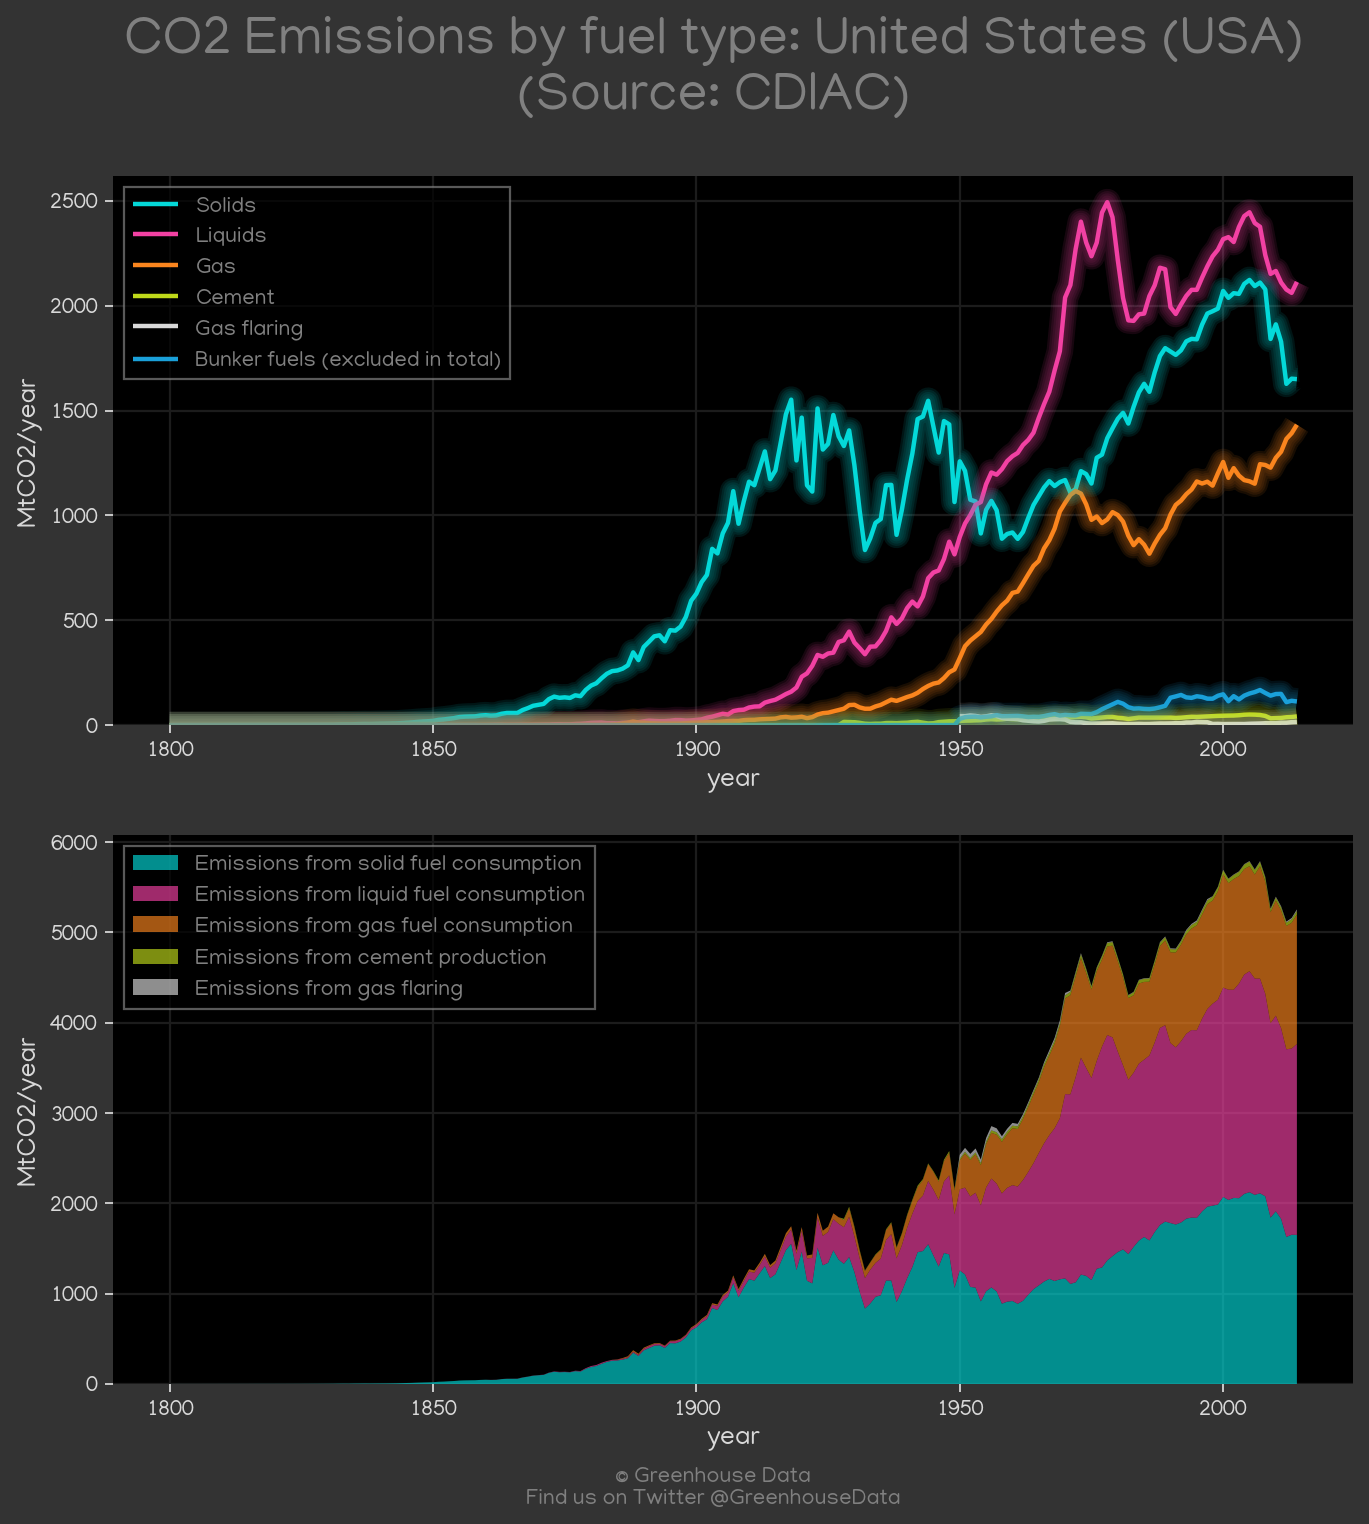 CO2 Emissions by fuel type: United States (USA)
(Source: CDIAC)
MtCO2/year
2500
2000
1500
1000
500
0
Solids
Liquids
Gas
Cement
Gas flaring
Bunker fuels (excluded in total)
1800 1850 1900 1950 2000
year
MtCO2/year
6000
5000
4000
3000
2000
1000
0
Emissions from solid fuel consumption
Emissions from liquid fuel consumption
Emissions from gas fuel consumption
Emissions from cement production
Emissions from gas flaring
1800 1850 1900 1950 2000
year
© Greenhouse Data
Find us on Twitter @GreenhouseData